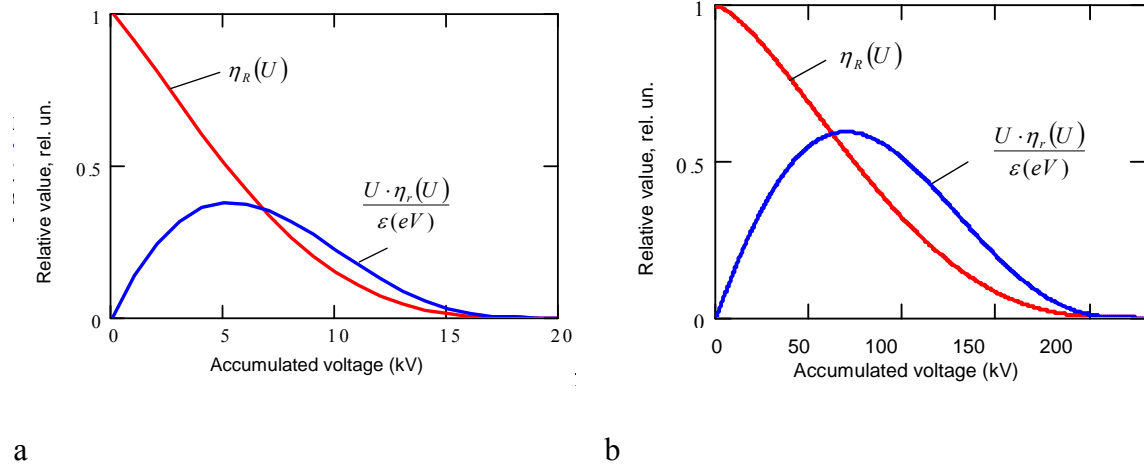 1
η_R(U)
0.5
U · η_r(U)
ε(eV)
0
0 5 10 15 20
Relative value, rel. un.
Accumulated voltage (kV)
a
1
η_R(U)
0.5
U · η_r(U)
ε(eV)
0
0 50 100 150 200
Relative value, rel. un.
Accumulated voltage (kV)
b